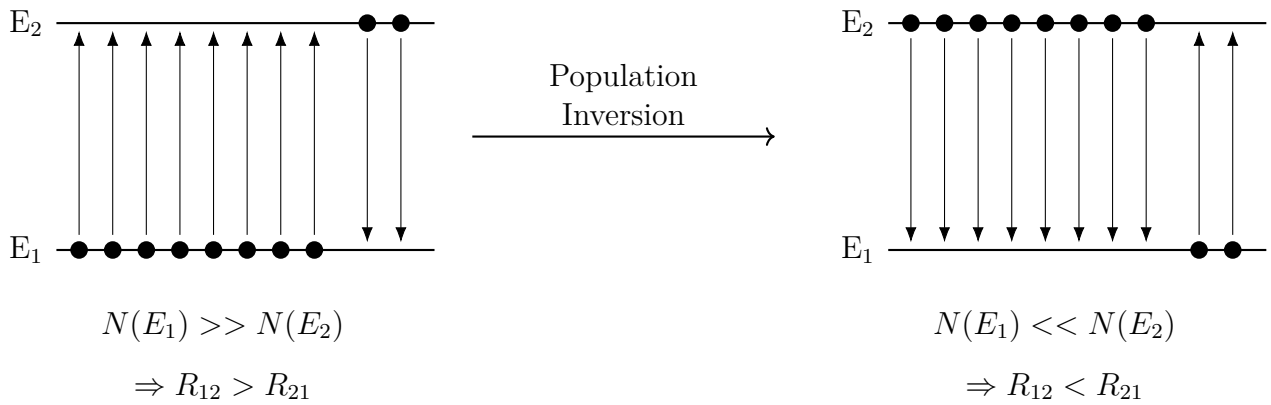 E₂
E₁
N(E₁) >> N(E₂)
⇒ R₁₂ > R₂₁
Population
Inversion
E₂
E₁
N(E₁) << N(E₂)
⇒ R₁₂ < R₂₁